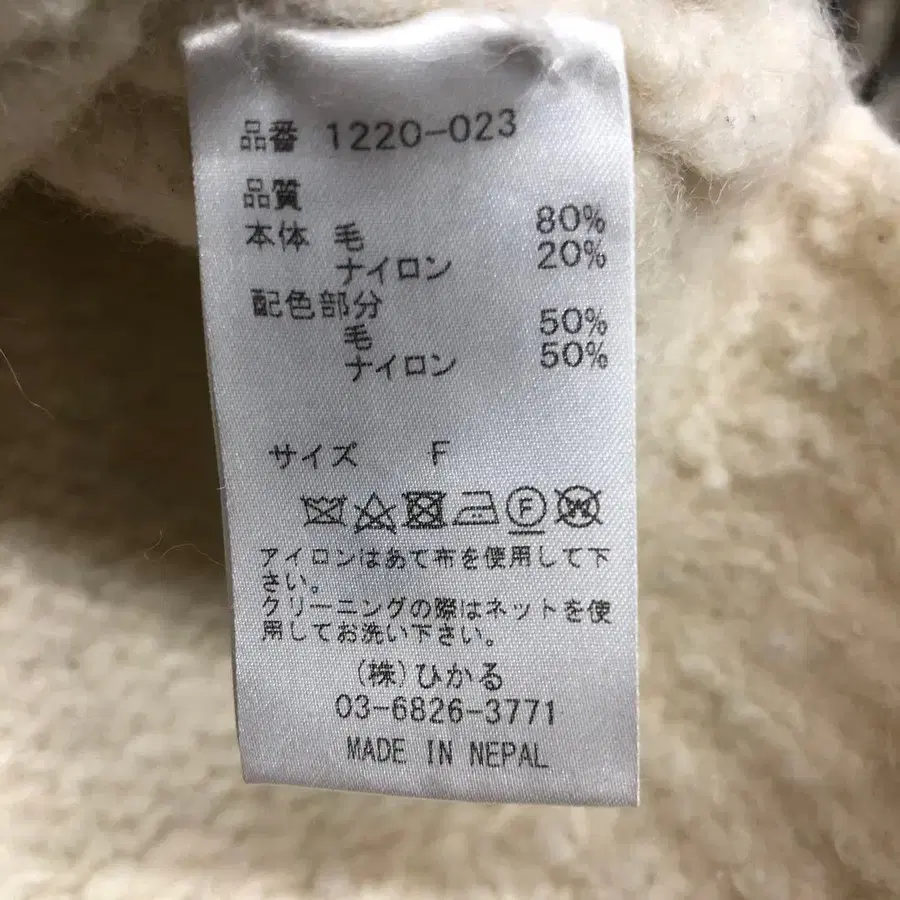 品番 1220-023
品質
本体 毛 80%
ナイロン 20%
配色部分
毛 50%
ナイロン 50%
サイズ F
F W
アイロンはあて布を使用して下
さい。
クリーニングの際はネットを使
用してお洗い下さい。
(株)ひかる
03-6826-3771
MADE IN NEPAL